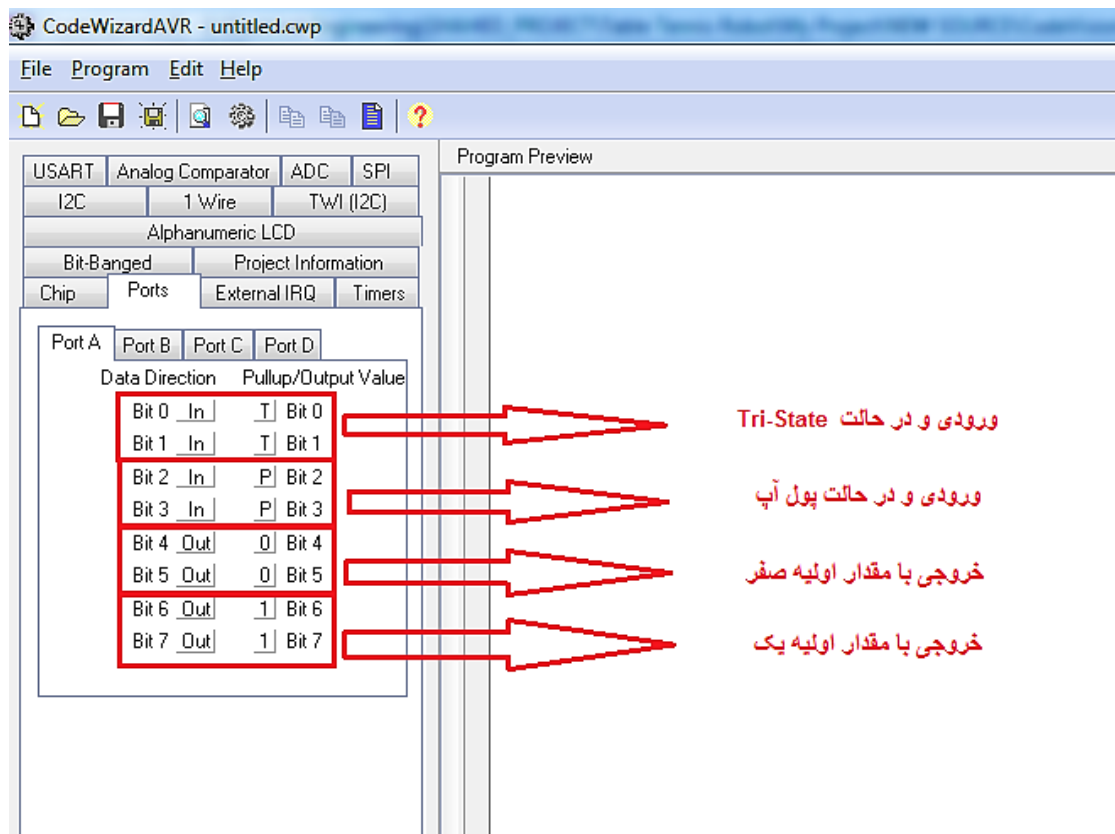 CodeWizardAVR - untitled.cwp
File Program Edit Help
Program Preview
USART Analog Comparator ADC SPI
I2C 1 Wire TWI (I2C)
Alphanumeric LCD
Bit-Banged Project Information
Chip Ports External IRQ Timers
Port A Port B Port C Port D
Data Direction Pullup/Output Value
Bit 0 In T Bit 0
Bit 1 In T Bit 1
ورودی و در حالت Tri-State
Bit 2 In P Bit 2
Bit 3 In P Bit 3
ورودی و در حالت پول آپ
Bit 4 Out 0 Bit 4
Bit 5 Out 0 Bit 5
خروجی با مقدار اولیه صفر
Bit 6 Out 1 Bit 6
Bit 7 Out 1 Bit 7
خروجی با مقدار اولیه یک